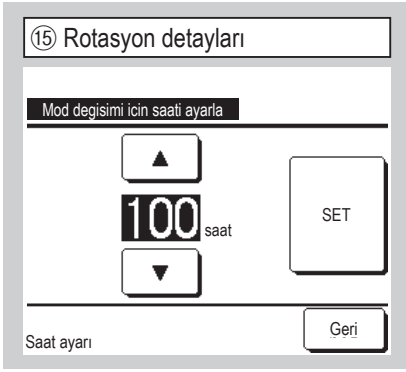 ⑮ Rotasyon detayları
Mod degisimi icin saati ayarla
▲
100 saat
SET
▼
Saat ayarı
Geri